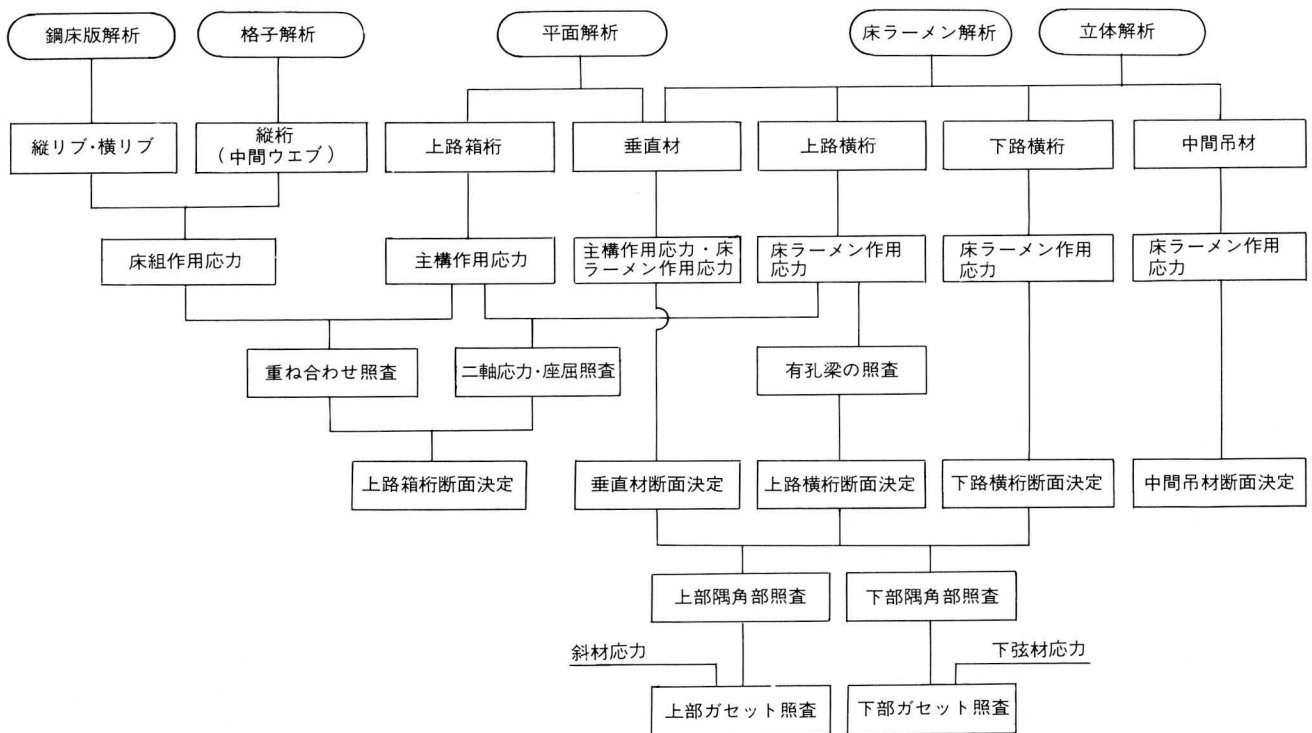 鋼床版解析
格子解析
平面解析
床ラーメン解析
立体解析
縦リブ・横リブ
縦桁
(中間ウエブ)
上路箱桁
垂直材
上路横桁
下路横桁
中間吊材
床組作用応力
主構作用応力
主構作用応力・床
ラーメン作用応力
床ラーメン作用
応力
床ラーメン作用
応力
床ラーメン作用
応力
重ね合わせ照査
二軸応力・座屈照査
有孔梁の照査
上路箱桁断面決定
垂直材断面決定
上路横桁断面決定
下路横桁断面決定
中間吊材断面決定
上部隅角部照査
下部隅角部照査
斜材応力
下弦材応力
上部ガセット照査
下部ガセット照査